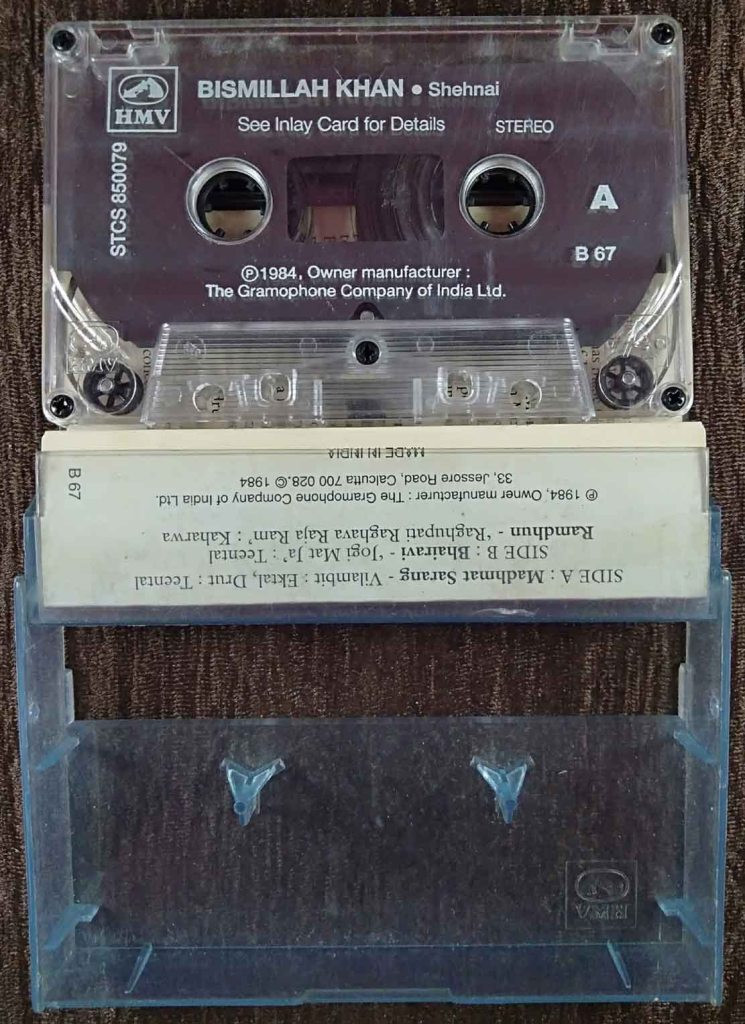 HMV
BISMILLAH KHAN • Shehnai
See Inlay Card for Details
STEREO
STCS 850079
A
B 67
℗1984, Owner manufacturer :
The Gramophone Company of India Ltd.
SIDE A : Madhmat Sarang - Vilambit : Ektal, Drut : Teental
SIDE B : Bhairavi - ‘Jogi Mat Ja’ : Teental
Ramdhun - ‘Raghupati Raghava Raja Ram’ : Kaharwa
℗ 1984, Owner manufacturer : The Gramophone Company of India Ltd.
33, Jessore Road, Calcutta 700 028.© 1984
MADE IN INDIA
B 67